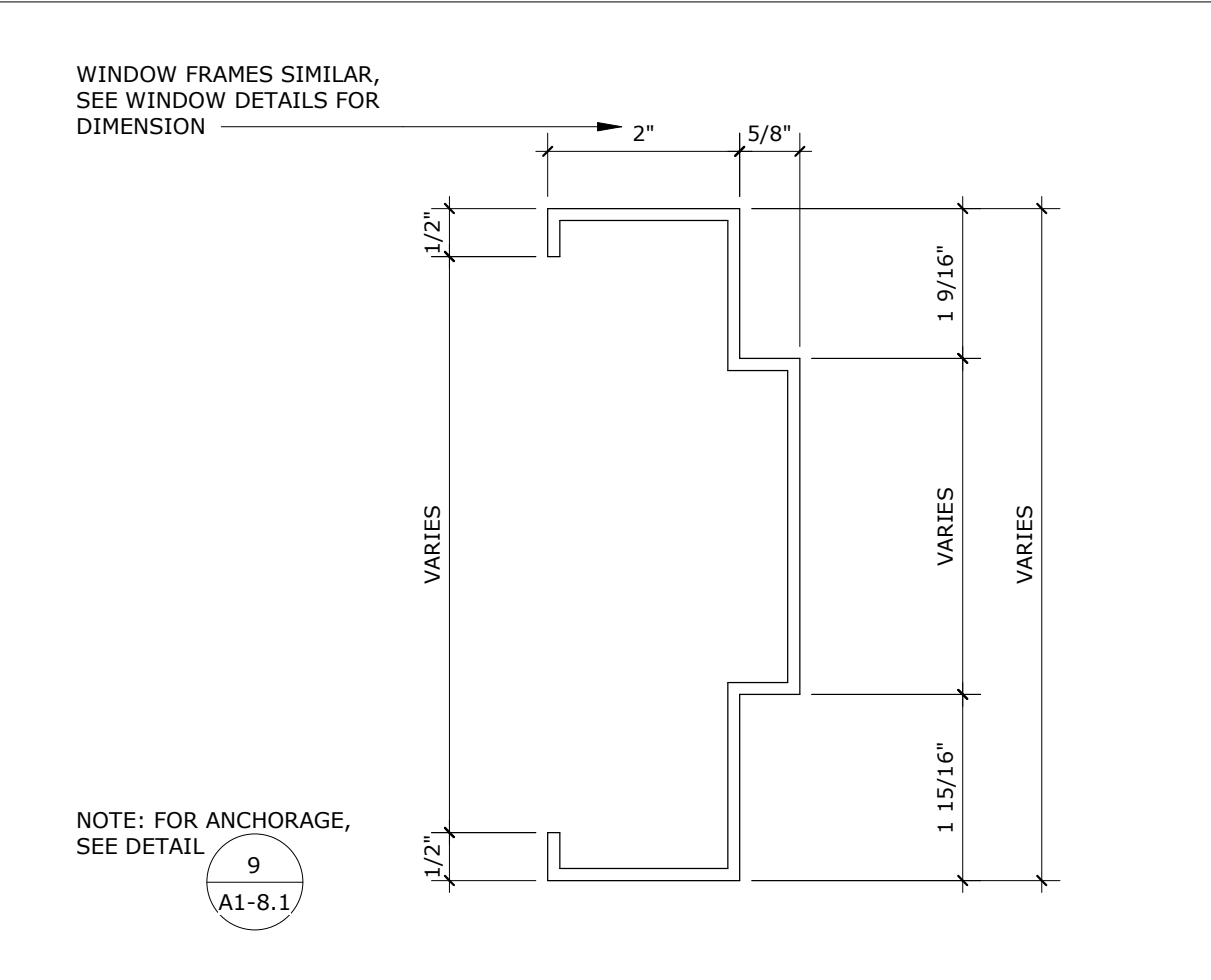 WINDOW FRAMES SIMILAR,
SEE WINDOW DETAILS FOR
DIMENSION
2"
5/8"
1/2"
1 9/16"
VARIES
VARIES
VARIES
1 15/16"
1/2"
NOTE: FOR ANCHORAGE,
SEE DETAIL
9
A1-8.1